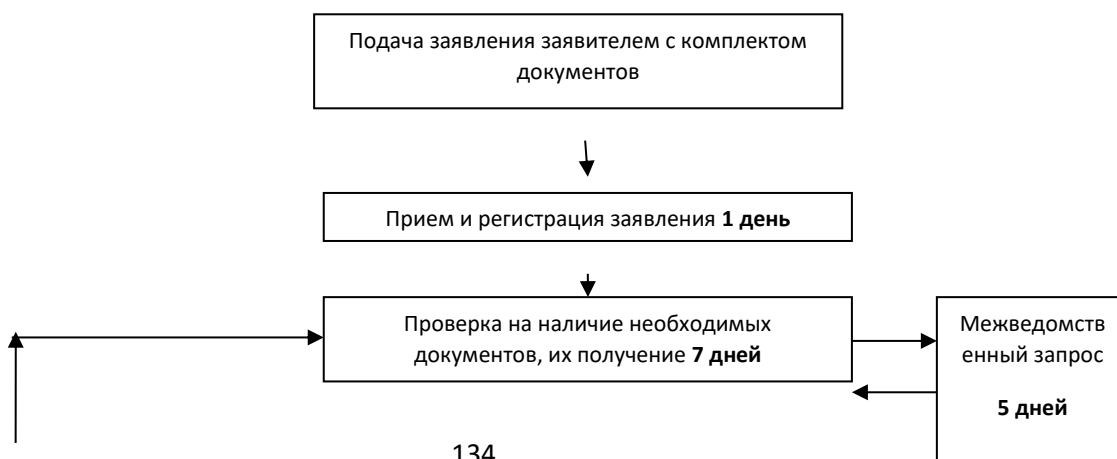 Подача заявления заявителем с комплектом
документов
Прием и регистрация заявления 1 день
Проверка на наличие необходимых
документов, их получение 7 дней
Межведомств
енный запрос
5 дней
134